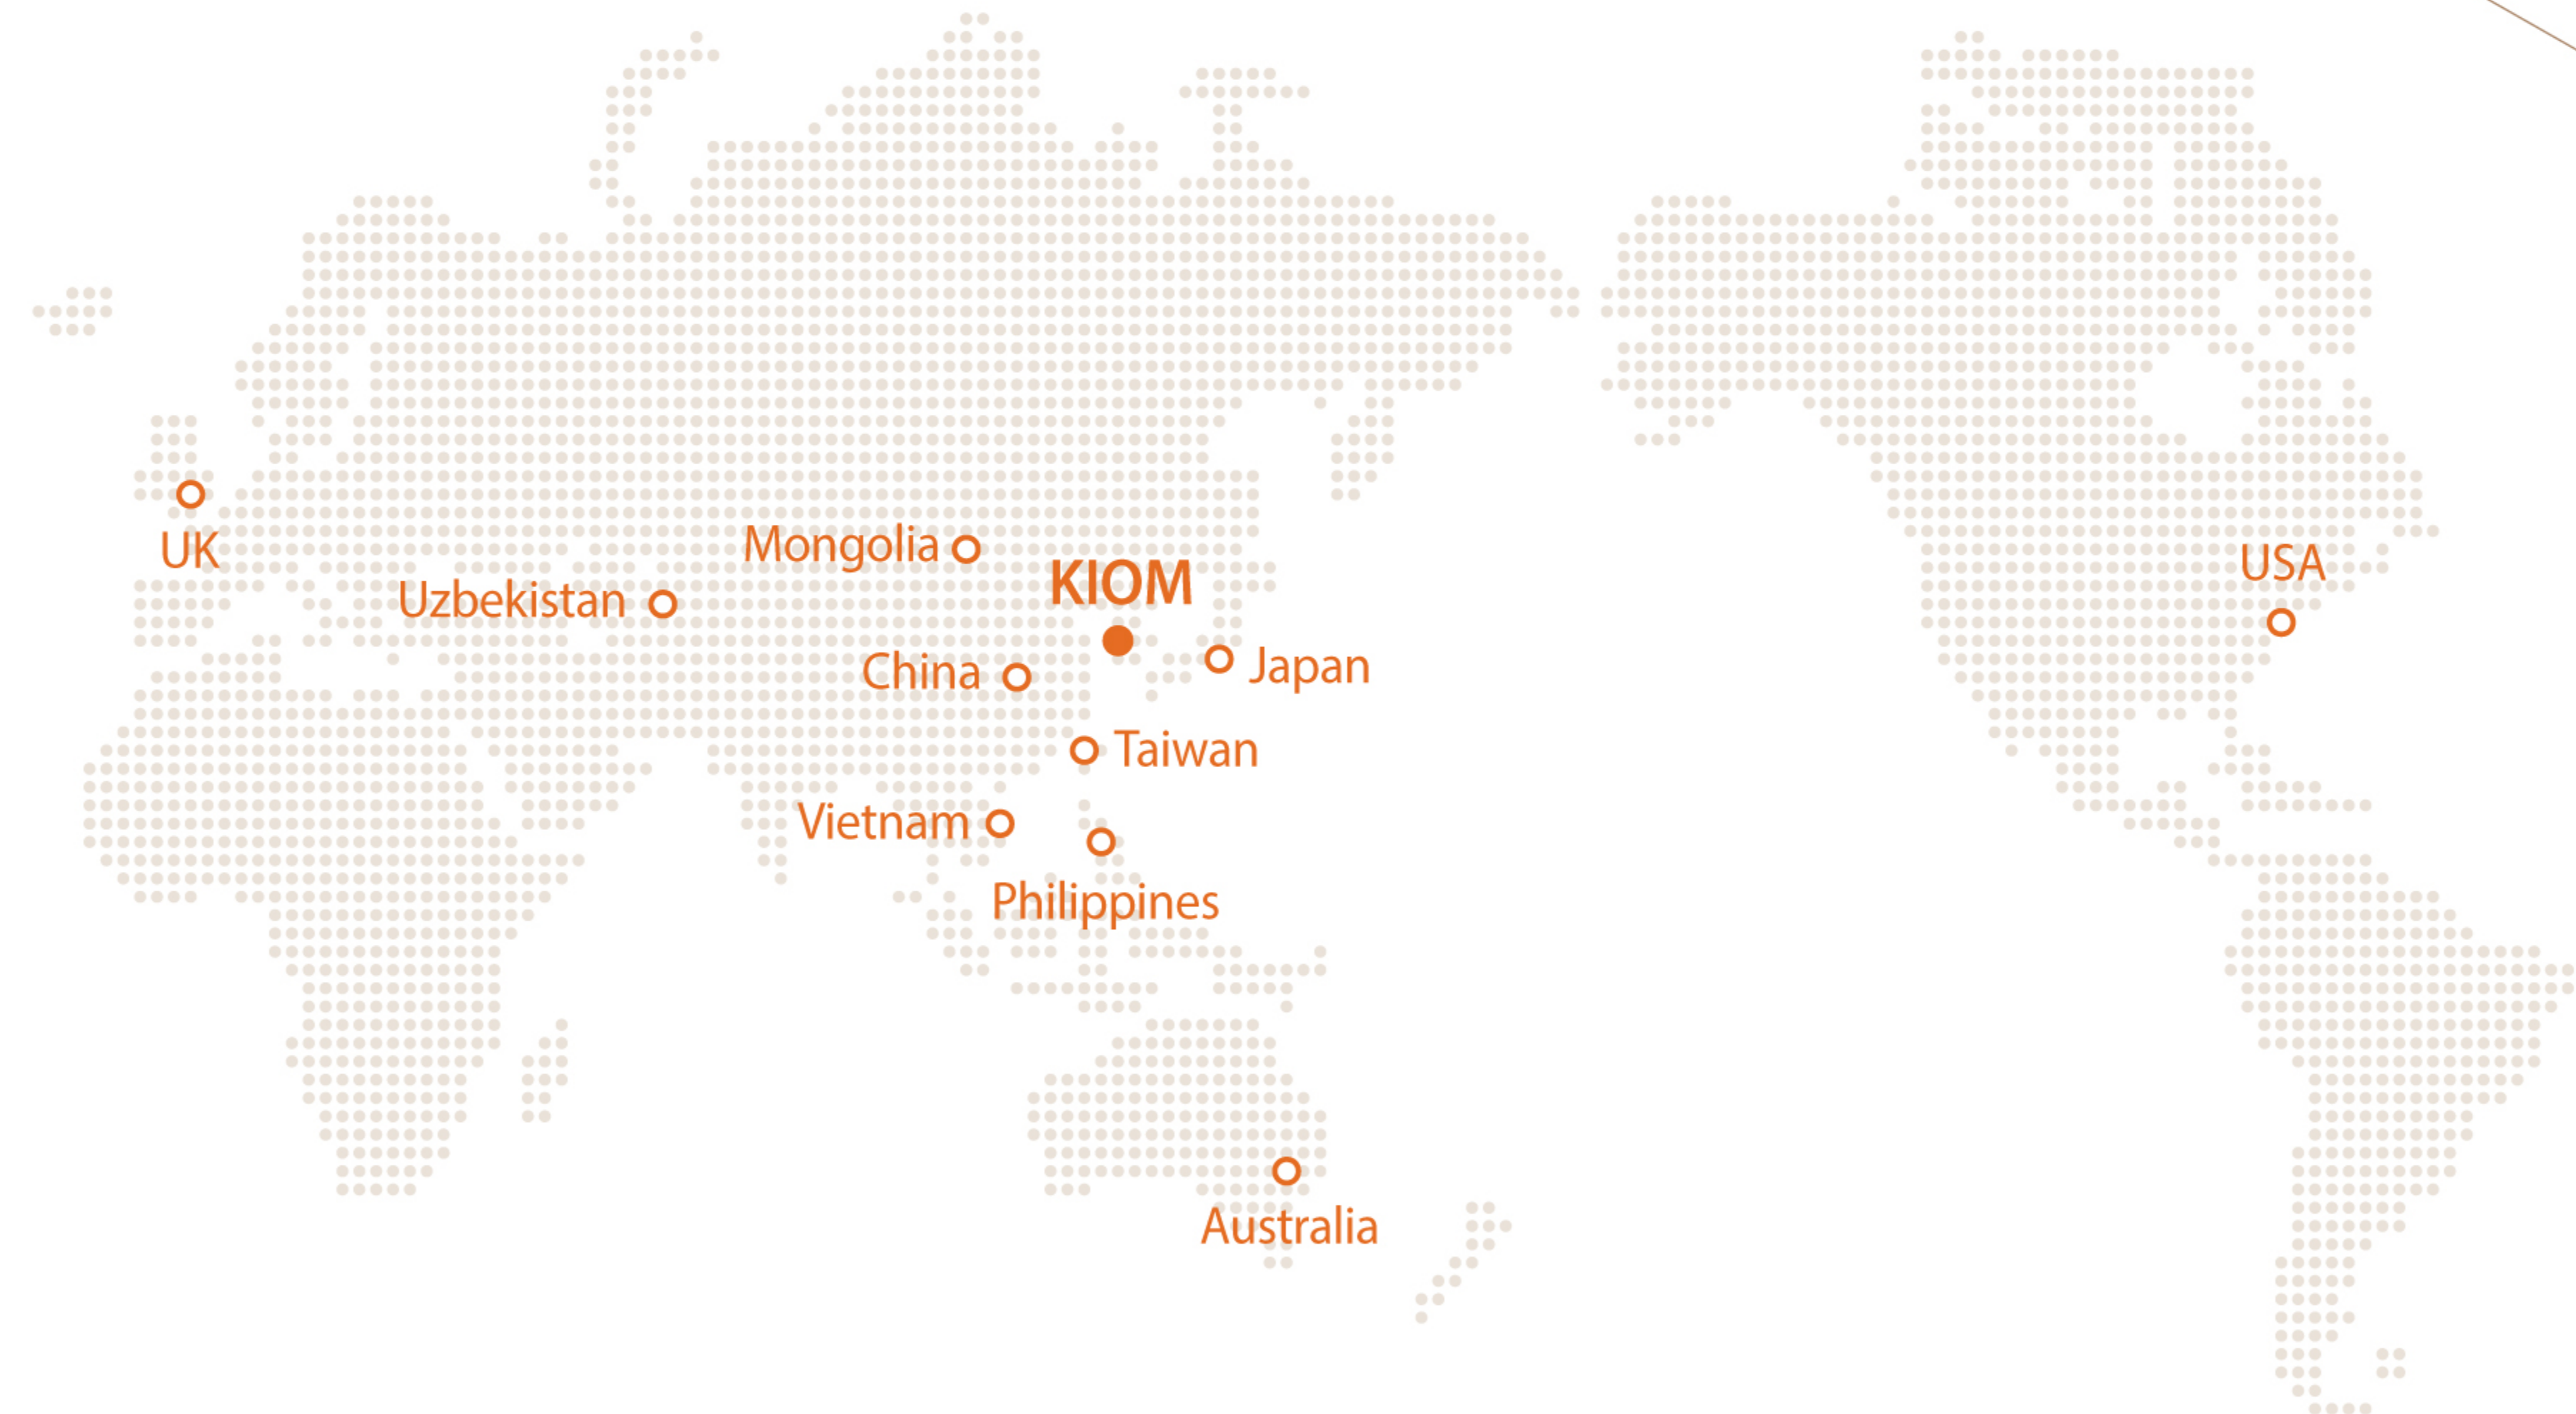 UK
Mongolia
USA
KIOM
Uzbekistan
China
Japan
Taiwan
Vietnam
Philippines
Australia